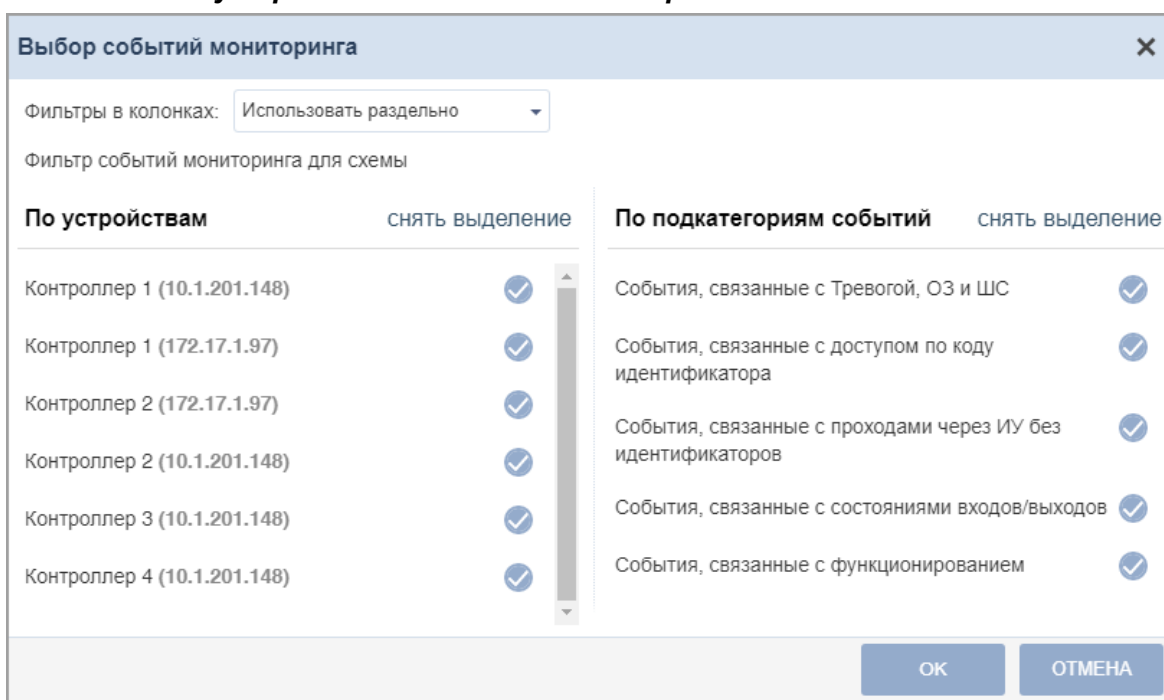 Выбор событий мониторинга
Фильтры в колонках: Использовать раздельно
Фильтр событий мониторинга для схемы
По устройствам снять выделение
Контроллер 1 (10.1.201.148)
Контроллер 1 (172.17.1.97)
Контроллер 2 (172.17.1.97)
Контроллер 2 (10.1.201.148)
Контроллер 3 (10.1.201.148)
Контроллер 4 (10.1.201.148)
По подкатегориям событий снять выделение
События, связанные с Тревогой, ОЗ и ШС
События, связанные с доступом по коду
идентификатора
События, связанные с проходами через ИУ без
идентификаторов
События, связанные с состояниями входов/выходов
События, связанные с функционированием
ОК
ОТМЕНА